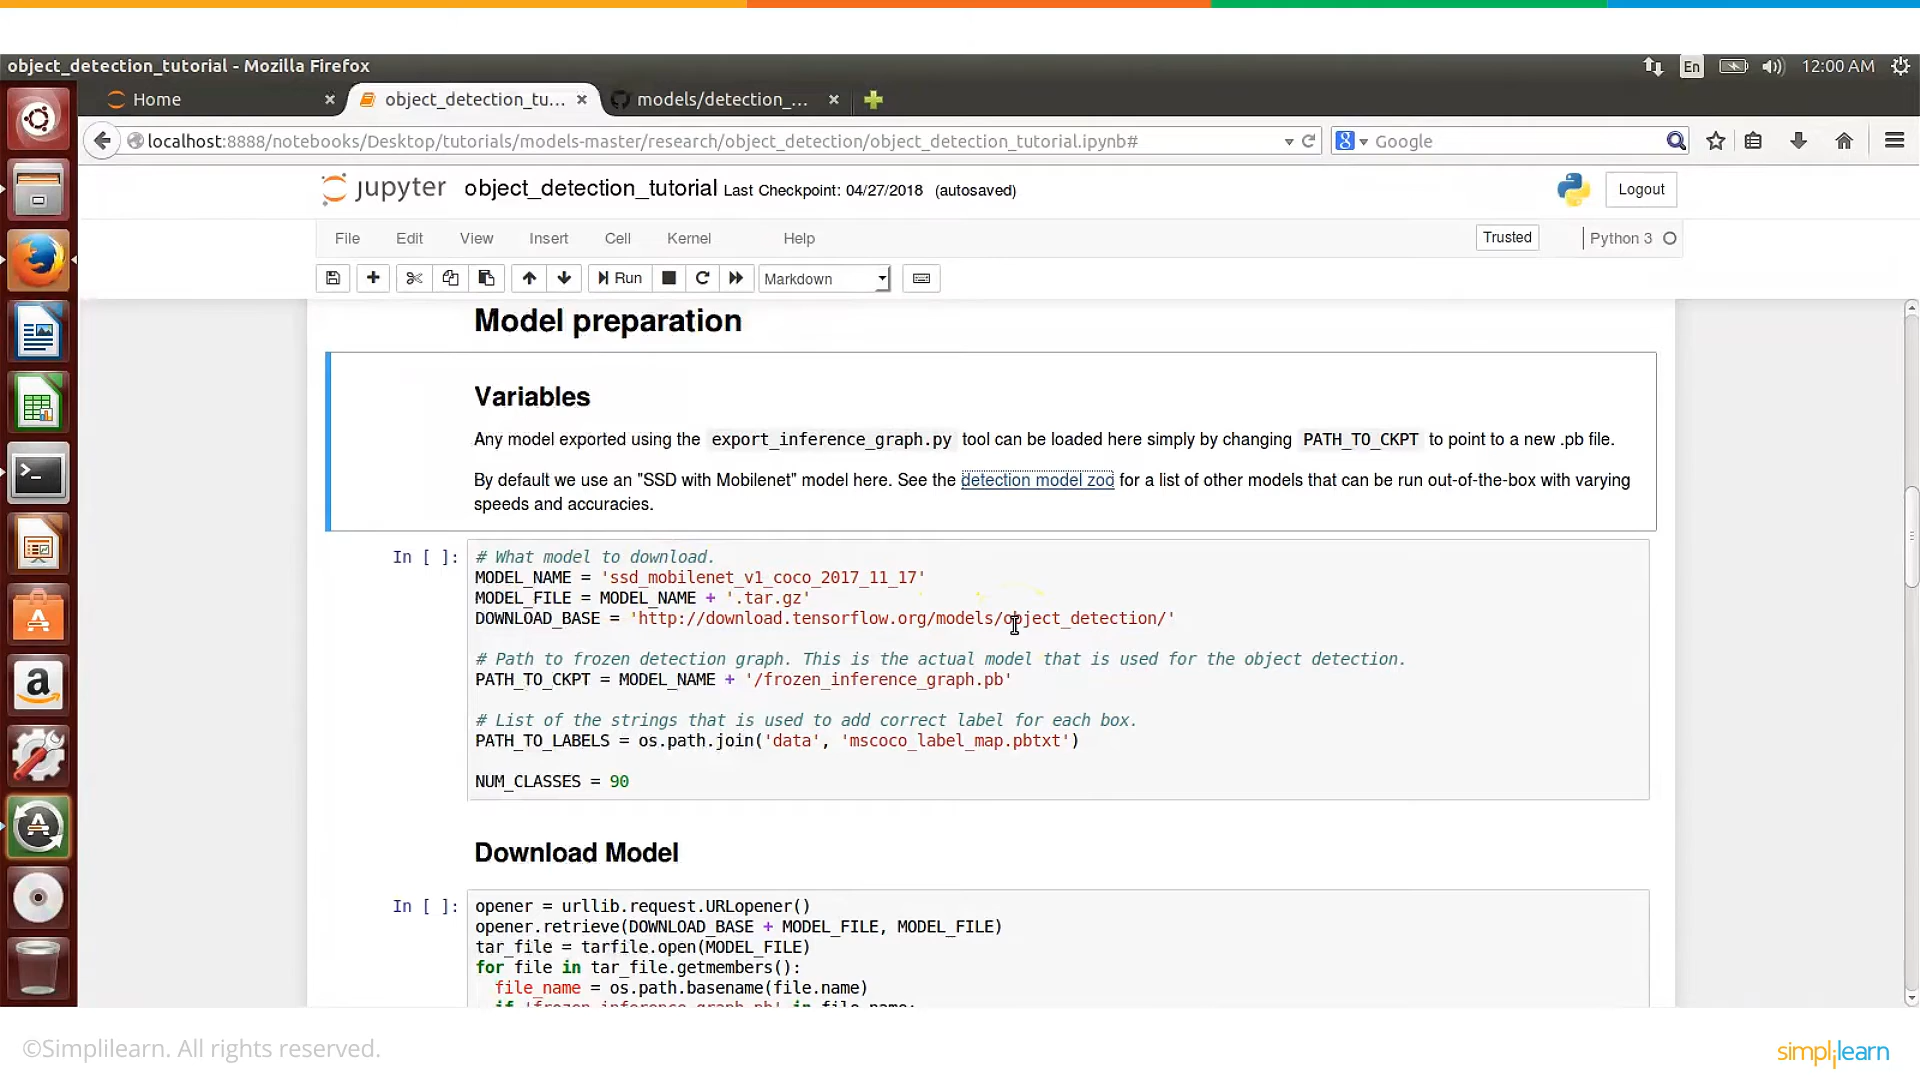 object_detection_tutorial - Mozilla Firefox
En
12:00 AM
Home
object_detection_tu...
models/detection_...
localhost:8888/notebooks/Desktop/tutorials/models-master/research/object_detection/object_detection_tutorial.ipynb#
Google
jupyter object_detection_tutorial Last Checkpoint: 04/27/2018 (autosaved)
Logout
File Edit View Insert Cell Kernel Help
Trusted
Python 3
Run
Markdown
Model preparation
Variables
Any model exported using the export_inference_graph.py tool can be loaded here simply by changing PATH_TO_CKPT to point to a new .pb file.
By default we use an "SSD with Mobilenet" model here. See the detection model zoo for a list of other models that can be run out-of-the-box with varying
speeds and accuracies.
In [ ]:
# What model to download.
MODEL_NAME = 'ssd_mobilenet_v1_coco_2017_11_17'
MODEL_FILE = MODEL_NAME + '.tar.gz'
DOWNLOAD_BASE = 'http://download.tensorflow.org/models/object_detection/'
# Path to frozen detection graph. This is the actual model that is used for the object detection.
PATH_TO_CKPT = MODEL_NAME + '/frozen_inference_graph.pb'
# List of the strings that is used to add correct label for each box.
PATH_TO_LABELS = os.path.join('data', 'mscoco_label_map.pbtxt')
NUM_CLASSES = 90
Download Model
In [ ]:
opener = urllib.request.URLopener()
opener.retrieve(DOWNLOAD_BASE + MODEL_FILE, MODEL_FILE)
tar_file = tarfile.open(MODEL_FILE)
for file in tar_file.getmembers():
file_name = os.path.basename(file.name)
if 'frozen_inference_graph.pb' in file_name:
©Simplilearn. All rights reserved.
simplilearn